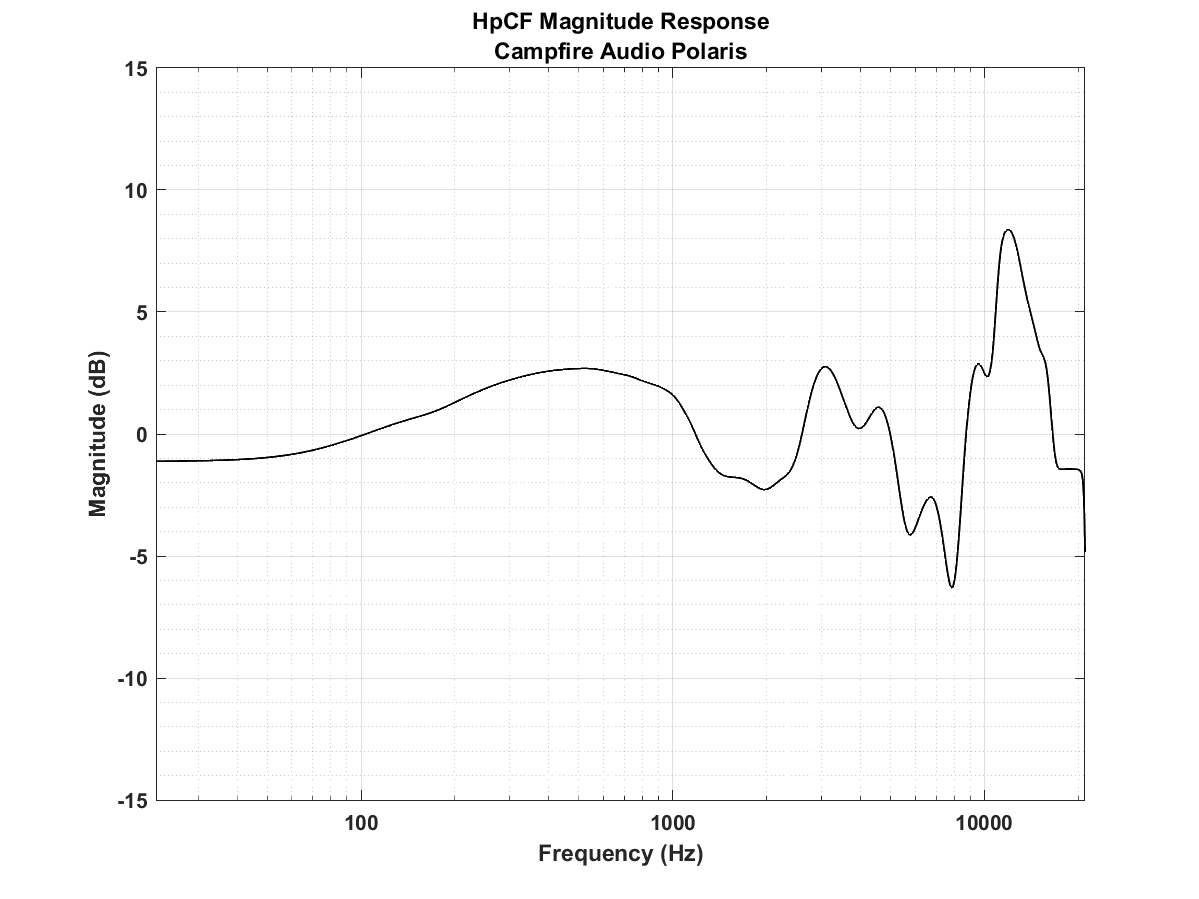 HpCF Magnitude Response
Campfire Audio Polaris
15
10
5
0
-5
-10
-15
Magnitude (dB)
100
1000
10000
Frequency (Hz)